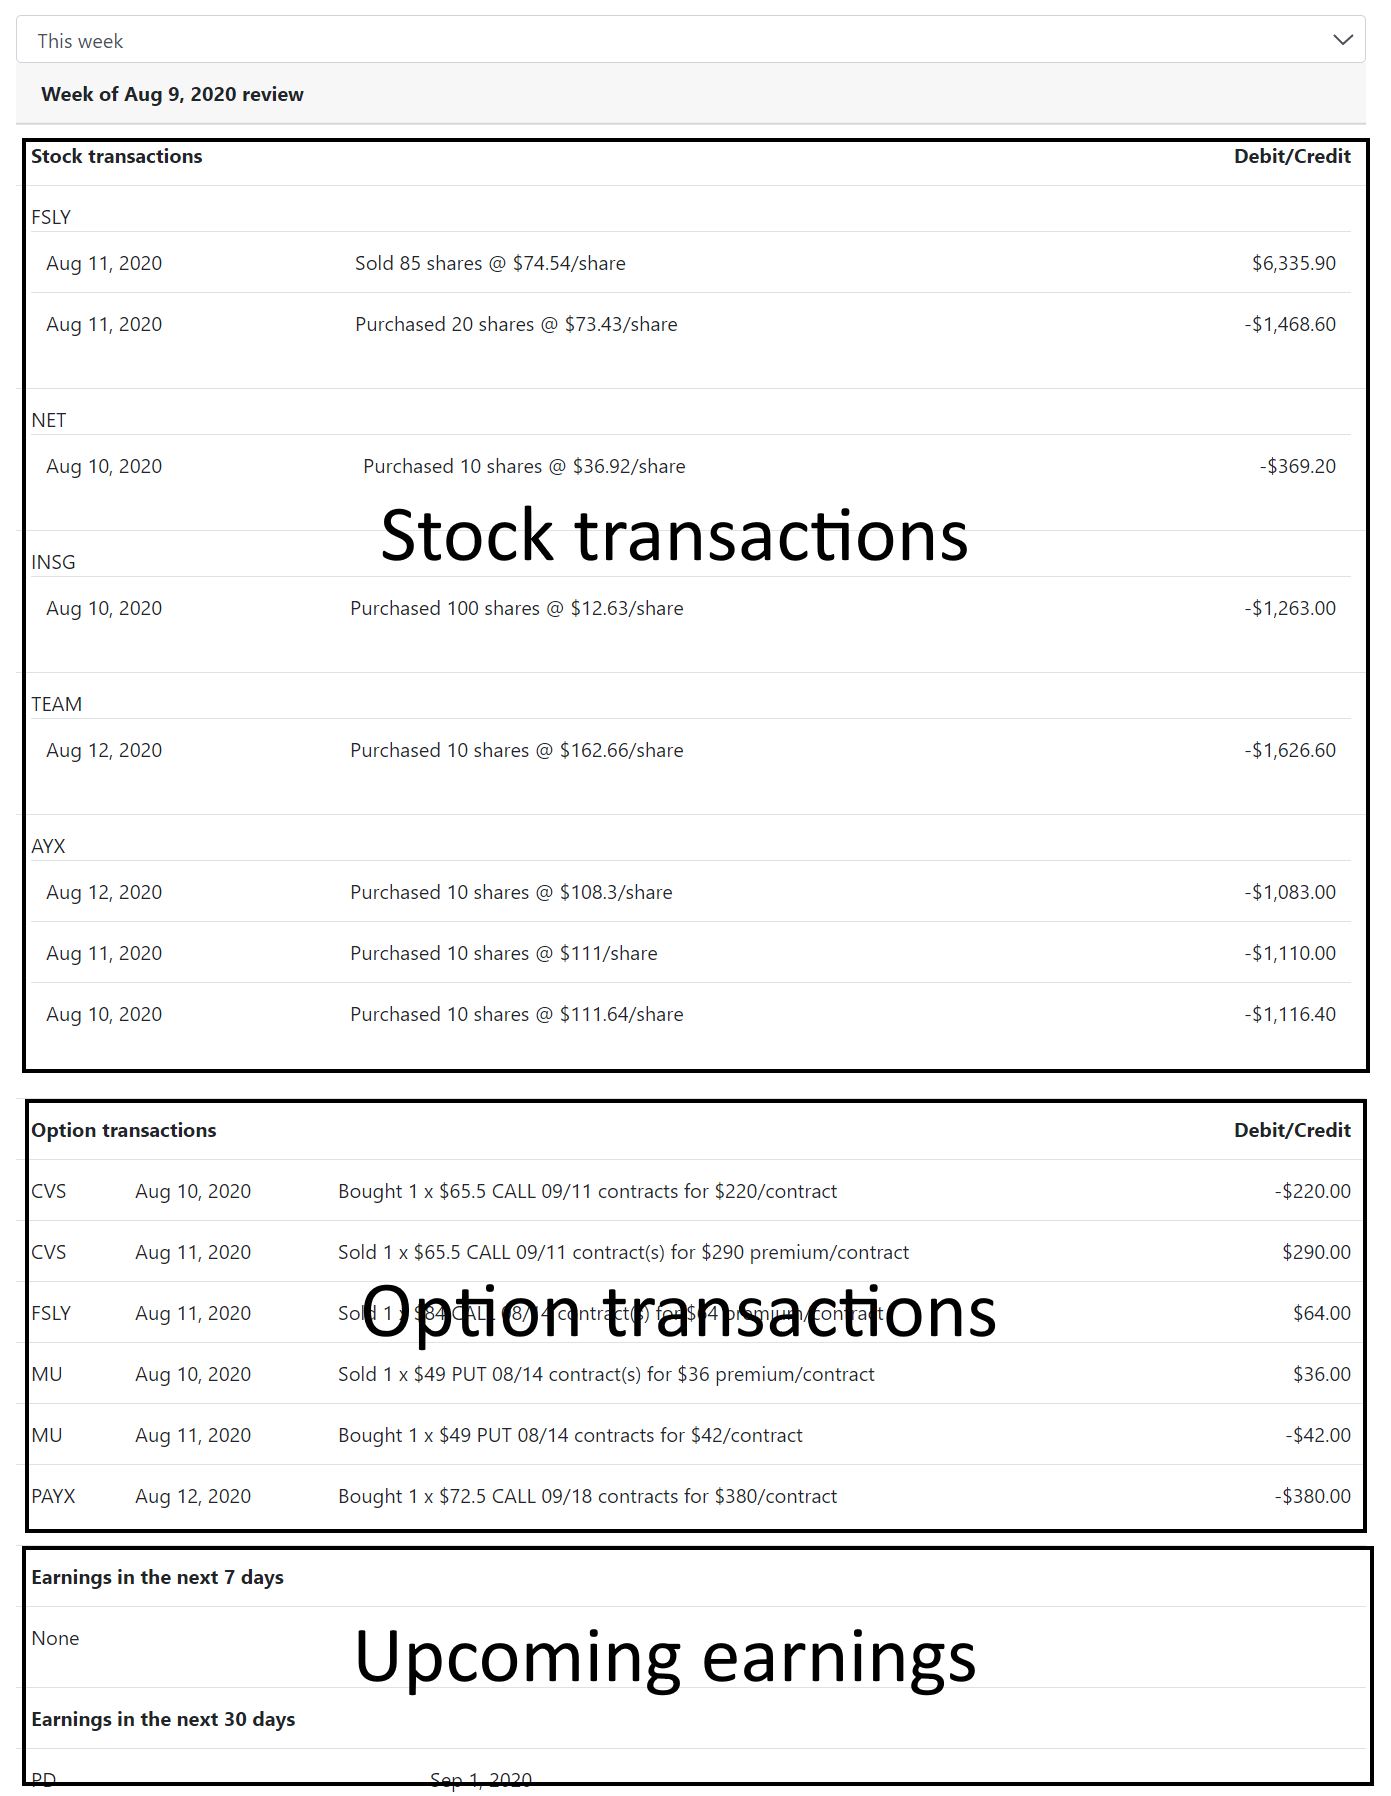 This week
Week of Aug 9, 2020 review
Stock transactions Debit/Credit
FSLY
Aug 11, 2020 Sold 85 shares @ $74.54/share $6,335.90
Aug 11, 2020 Purchased 20 shares @ $73.43/share -$1,468.60
NET
Aug 10, 2020 Purchased 10 shares @ $36.92/share -$369.20
Stock transactions
INSG
Aug 10, 2020 Purchased 100 shares @ $12.63/share -$1,263.00
TEAM
Aug 12, 2020 Purchased 10 shares @ $162.66/share -$1,626.60
AYX
Aug 12, 2020 Purchased 10 shares @ $108.3/share -$1,083.00
Aug 11, 2020 Purchased 10 shares @ $111/share -$1,110.00
Aug 10, 2020 Purchased 10 shares @ $111.64/share -$1,116.40
Option transactions Debit/Credit
CVS Aug 10, 2020 Bought 1 x $65.5 CALL 09/11 contracts for $220/contract -$220.00
CVS Aug 11, 2020 Sold 1 x $65.5 CALL 09/11 contract(s) for $290 premium/contract $290.00
FSLY Aug 11, 2020 Sold 1 x $84 CALL 08/14 contract(s) for $64 premium/contract $64.00
Option transactions
MU Aug 10, 2020 Sold 1 x $49 PUT 08/14 contract(s) for $36 premium/contract $36.00
MU Aug 11, 2020 Bought 1 x $49 PUT 08/14 contracts for $42/contract -$42.00
PAYX Aug 12, 2020 Bought 1 x $72.5 CALL 09/18 contracts for $380/contract -$380.00
Earnings in the next 7 days
None
Upcoming earnings
Earnings in the next 30 days
PD Sep 1, 2020